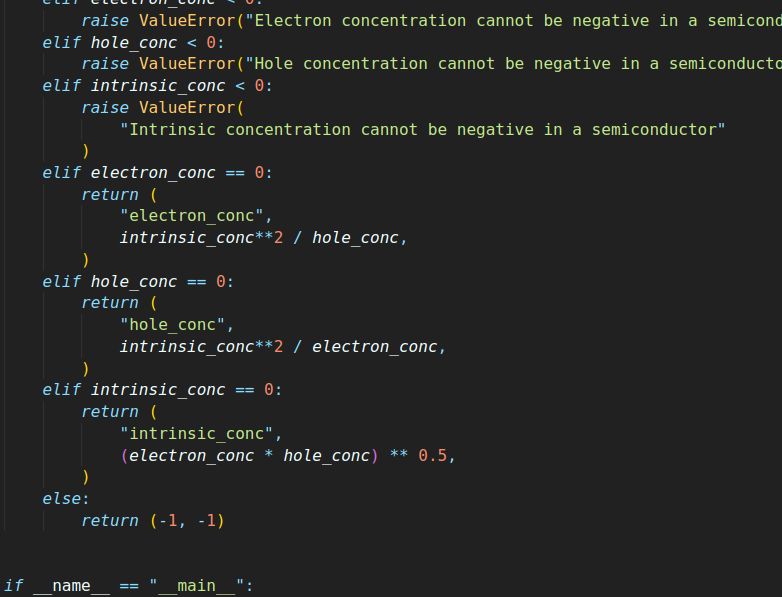 elif electron_conc < 0:
raise ValueError("Electron concentration cannot be negative in a semicond
elif hole_conc < 0:
raise ValueError("Hole concentration cannot be negative in a semiconducto
elif intrinsic_conc < 0:
raise ValueError(
"Intrinsic concentration cannot be negative in a semiconductor"
)
elif electron_conc == 0:
return (
"electron_conc",
intrinsic_conc**2 / hole_conc,
)
elif hole_conc == 0:
return (
"hole_conc",
intrinsic_conc**2 / electron_conc,
)
elif intrinsic_conc == 0:
return (
"intrinsic_conc",
(electron_conc * hole_conc) ** 0.5,
)
else:
return (-1, -1)
if __name__ == "__main__":